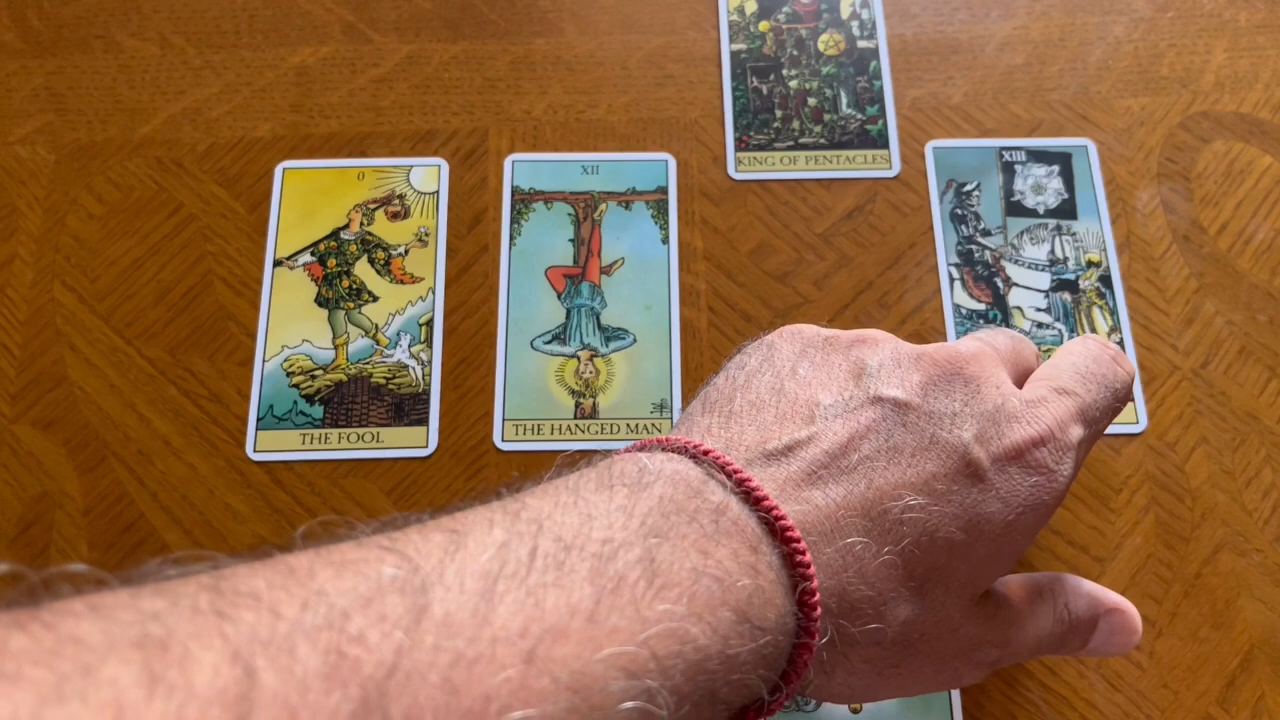 KING OF PENTACLES
0
THE FOOL
XII
THE HANGED MAN
XIII